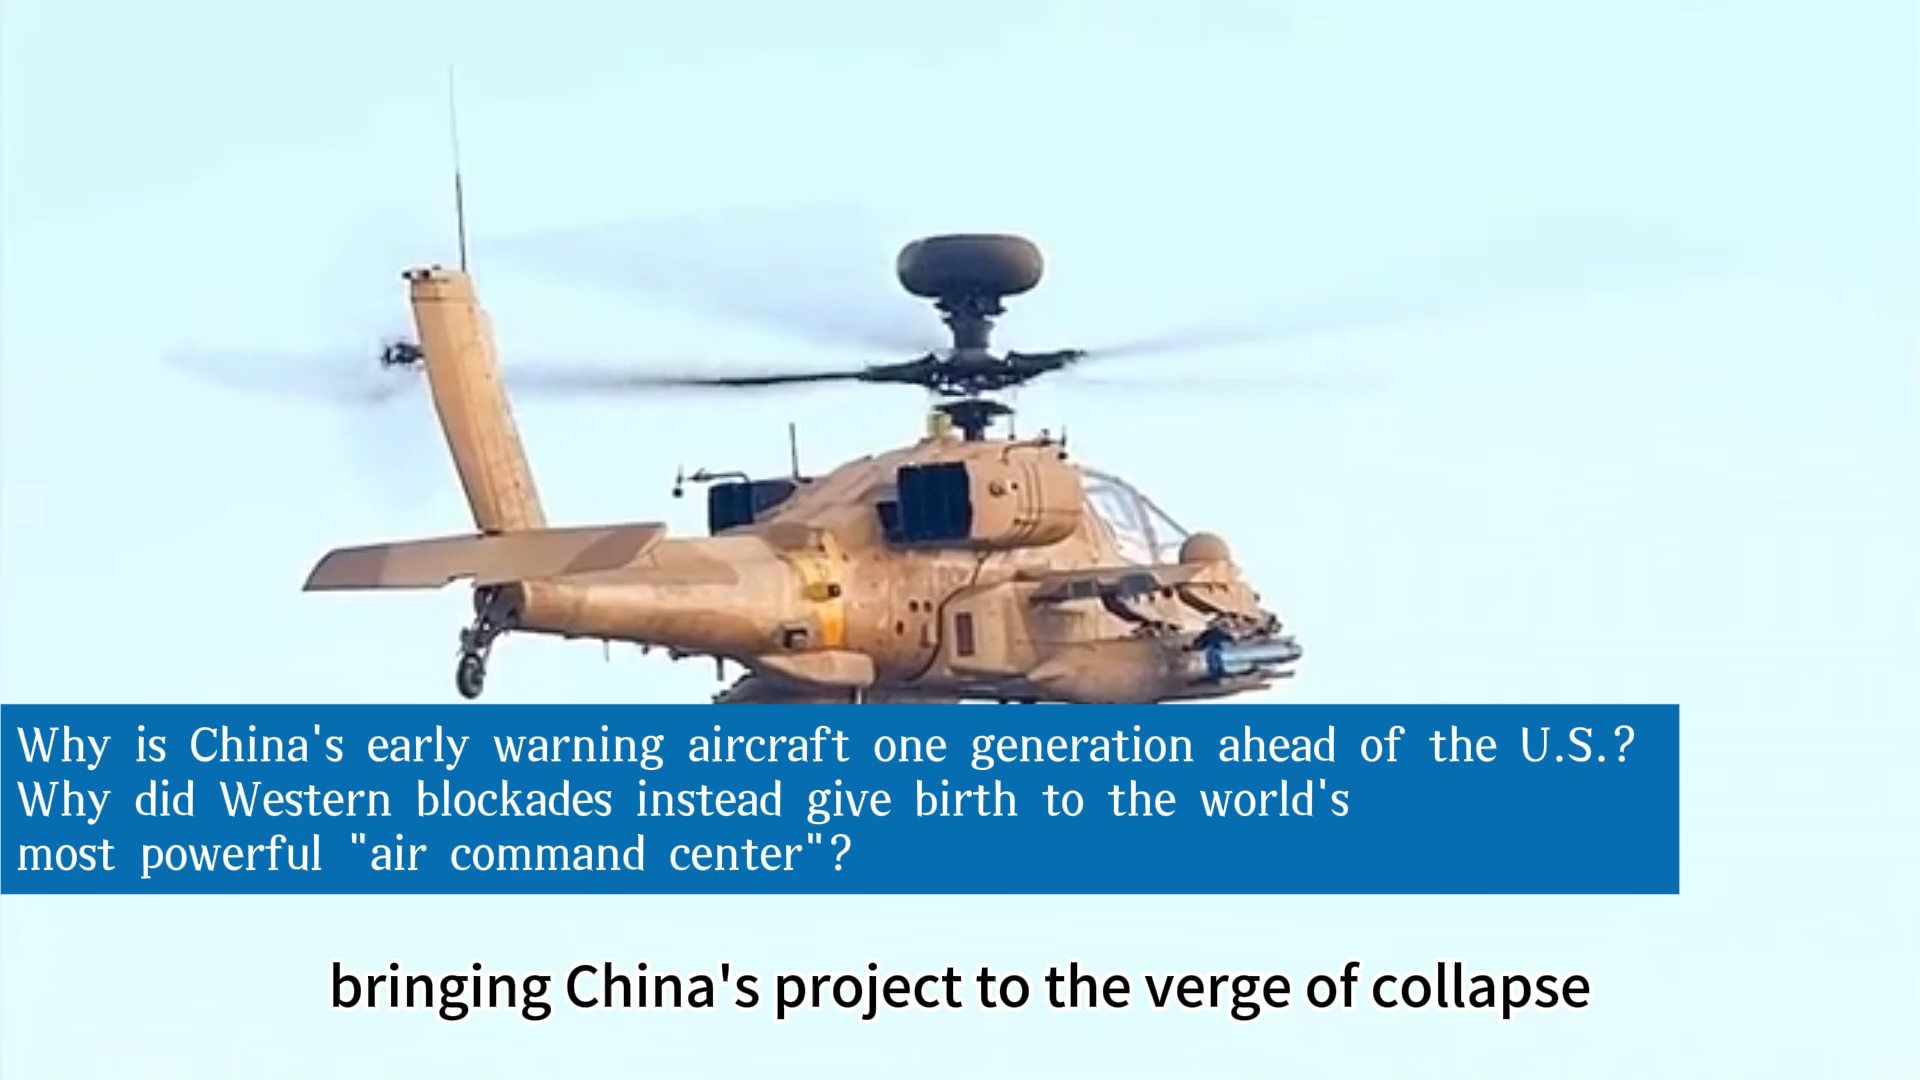 Why is China's early warning aircraft one generation ahead of the U.S.?
Why did Western blockades instead give birth to the world's
most powerful "air command center"?
bringing China's project to the verge of collapse